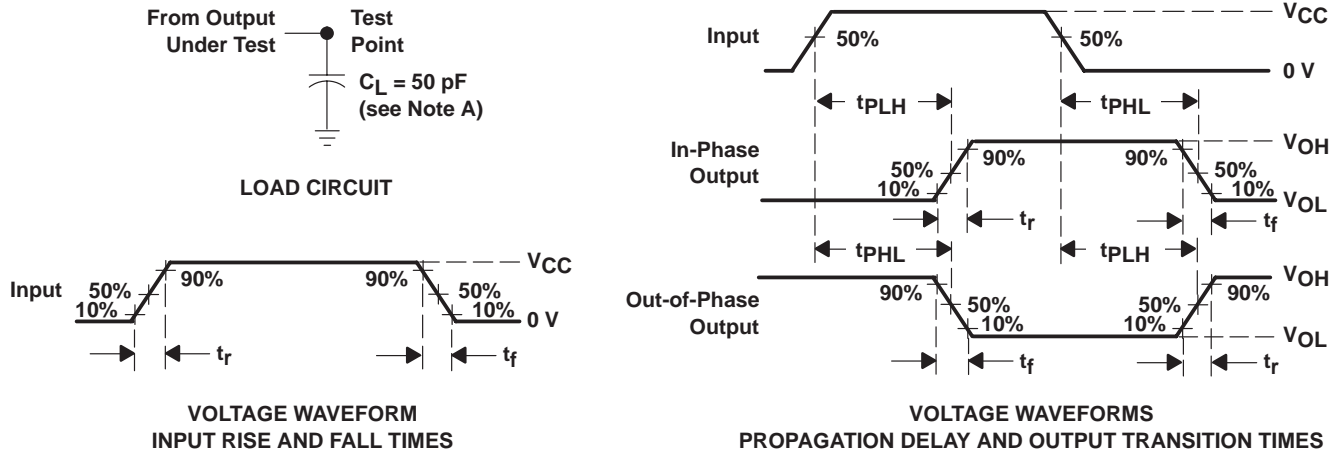 From Output
Under Test
Test
Point
CL = 50 pF
(see Note A)
LOAD CIRCUIT
Input
50%
10%
90%
90%
50%
10%
VCC
0 V
tr
tf
VOLTAGE WAVEFORM
INPUT RISE AND FALL TIMES
Input
50%
50%
VCC
0 V
tPLH
tPHL
In-Phase
Output
50%
10%
90%
90%
50%
10%
VOH
VOL
tr
tf
tPHL
tPLH
Out-of-Phase
Output
90%
50%
10%
50%
10%
90%
VOH
VOL
tf
tr
VOLTAGE WAVEFORMS
PROPAGATION DELAY AND OUTPUT TRANSITION TIMES